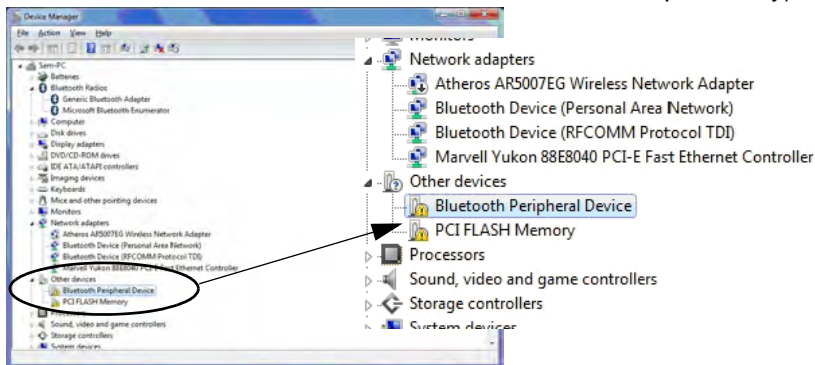 Device Manager
File Action View Help
Sam-PC
Batteries
Bluetooth Radios
Generic Bluetooth Adapter
Microsoft Bluetooth Enumerator
Computer
Disk drives
Display adapters
DVD/CD-ROM drives
IDE ATA/ATAPI controllers
Imaging devices
Keyboards
Mice and other pointing devices
Monitors
Network adapters
Atheros AR5007EG Wireless Network Adapter
Bluetooth Device (Personal Area Network)
Bluetooth Device (RFCOMM Protocol TDI)
Marvell Yukon 88E8040 PCI-E Fast Ethernet Controller
Other devices
Bluetooth Peripheral Device
PCI FLASH Memory
Processors
Sound, video and game controllers
Storage controllers
System devices
Monitors
Network adapters
Atheros AR5007EG Wireless Network Adapter
Bluetooth Device (Personal Area Network)
Bluetooth Device (RFCOMM Protocol TDI)
Marvell Yukon 88E8040 PCI-E Fast Ethernet Controller
Other devices
Bluetooth Peripheral Device
PCI FLASH Memory
Processors
Sound, video and game controllers
Storage controllers
System devices